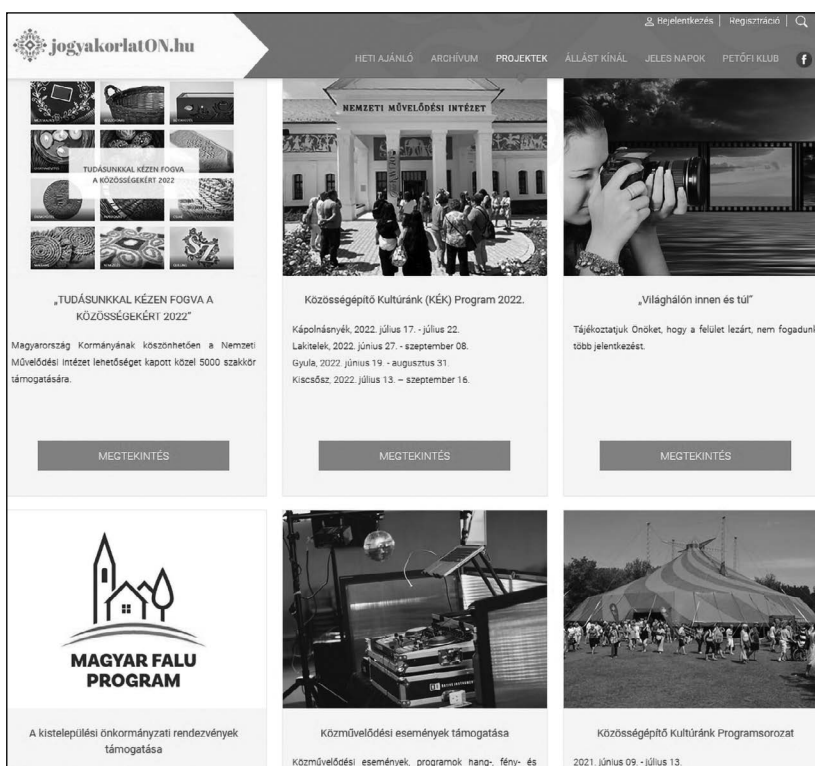 Bejelentkezés | Regisztráció |
jogyakorlatON.hu
HETI AJÁNLÓ ARCHÍVUM PROJEKTEK ÁLLÁST KÍNÁL JELES NAPOK PETŐFI KLUB f
TUDÁSUNKKAL KÉZEN FOGVA
A KÖZÖSSÉGEKÉRT 2022
SZ
„TUDÁSUNKKAL KÉZEN FOGVA A
KÖZÖSSÉGEKÉRT 2022”
Magyarország Kormányának köszönhetően a Nemzeti
Művelődési Intézet lehetőséget kapott közel 5000 szakkör
támogatására.
MEGTEKINTÉS
NEMZETI MŰVELŐDÉSI INTÉZET
Közösségépítő Kultúránk (KÉK) Program 2022.
Kápolnásnyék, 2022. július 17. - július 22.
Lakitelek, 2022. június 27. - szeptember 08.
Gyula, 2022. június 19. - augusztus 31.
Kiscsősz, 2022. július 13. – szeptember 16.
MEGTEKINTÉS
„Világhálón innen és túl”
Tájékoztatjuk Önöket, hogy a felület lezárt, nem fogadunk
több jelentkezést.
MEGTEKINTÉS
MAGYAR FALU
PROGRAM
A kistelepülési önkormányzati rendezvények
támogatása
Közművelődési események támogatása
Közművelődési események, programok hang-, fény- és
Közösségépítő Kultúránk Programsorozat
2021. június 09. - július 13.